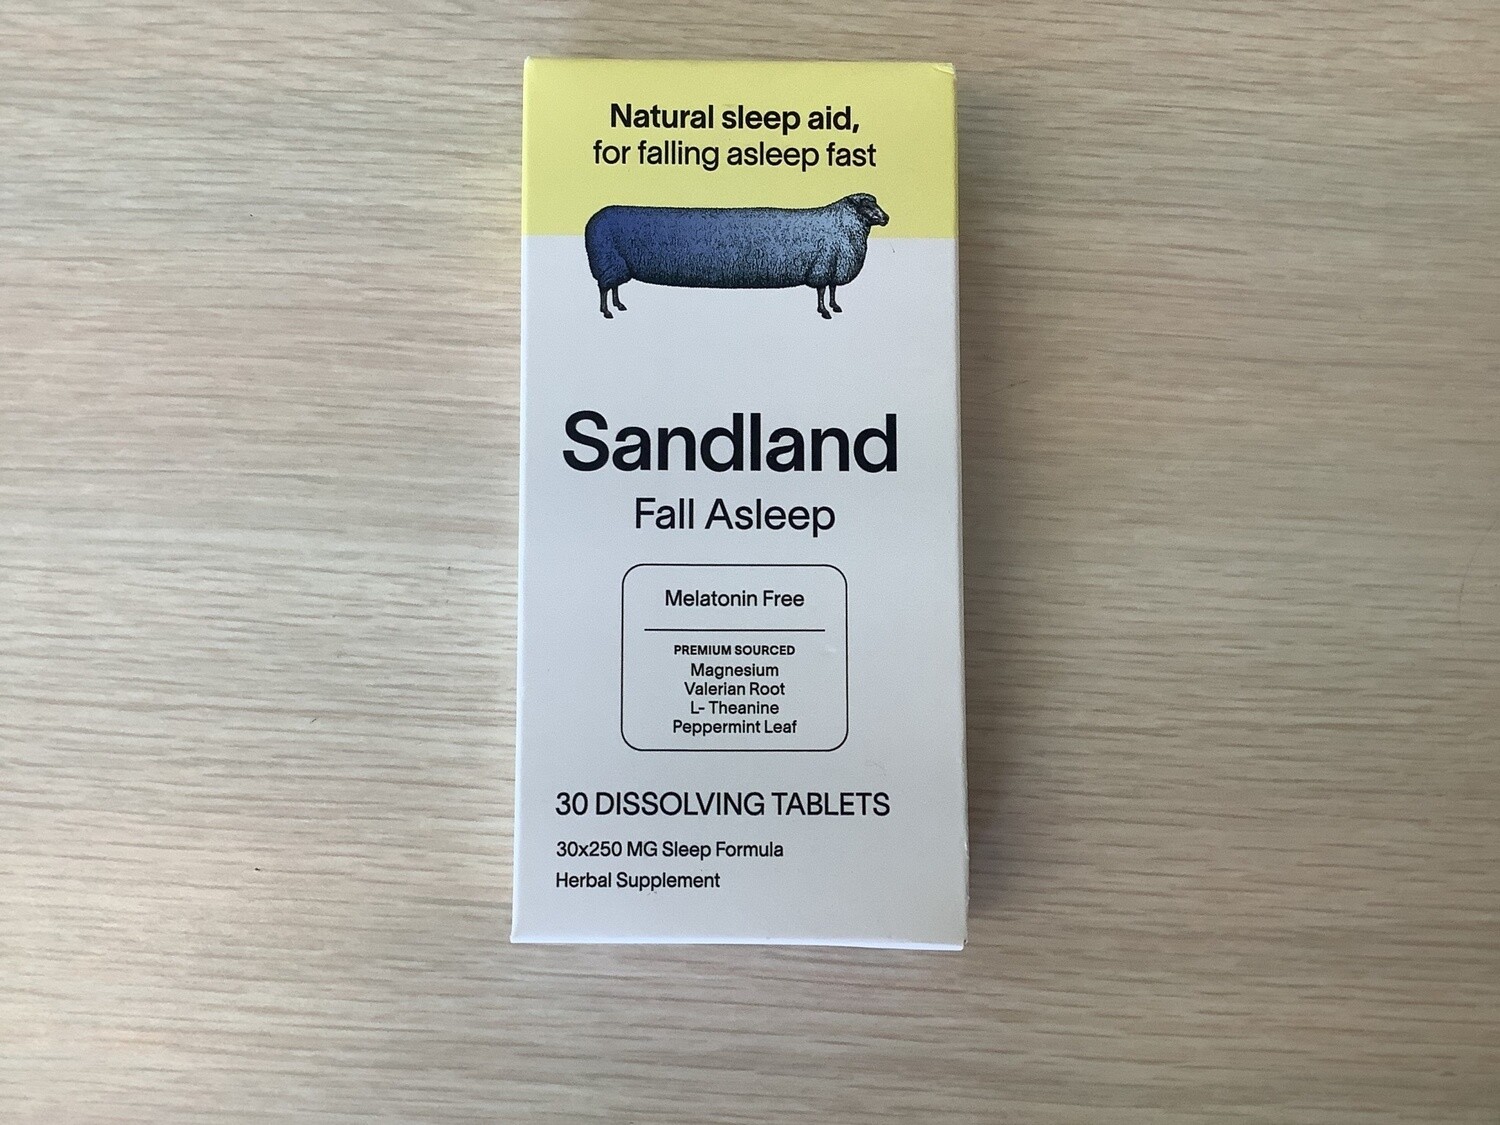 Natural sleep aid,
for falling asleep fast
Sandland
Fall Asleep
Melatonin Free
PREMIUM SOURCED
Magnesium
Valerian Root
L- Theanine
Peppermint Leaf
30 DISSOLVING TABLETS
30x250 MG Sleep Formula
Herbal Supplement